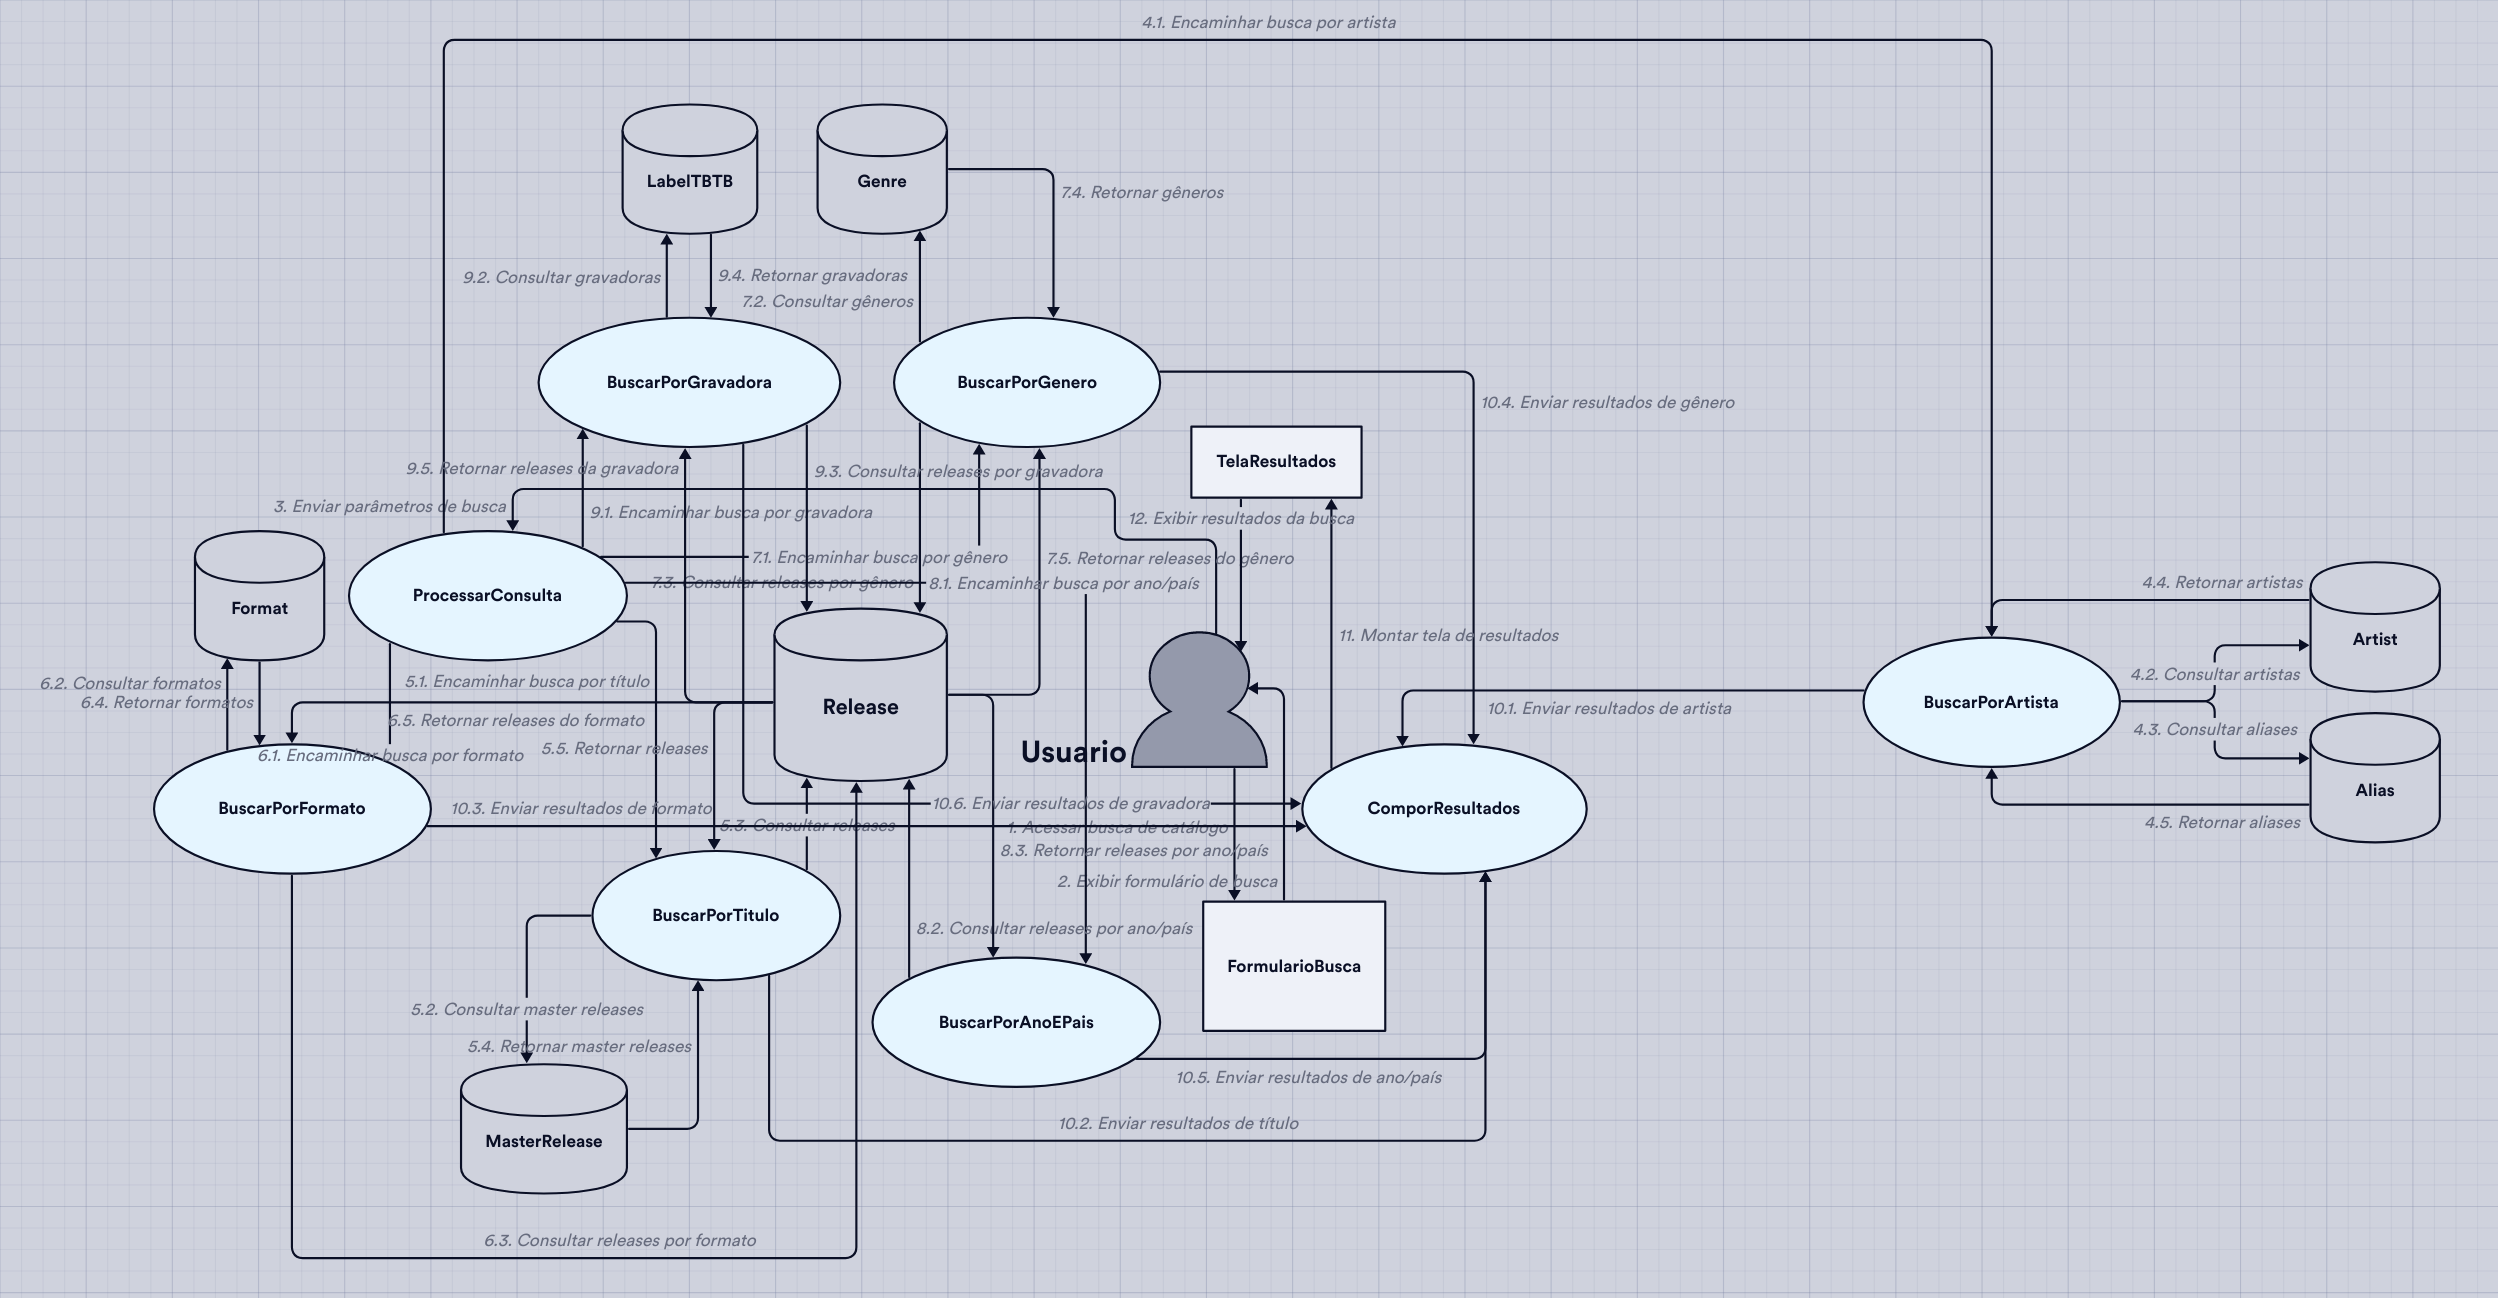 4.1. Encaminhar busca por artista
LabelTBTB
Genre
7.4. Retornar gêneros
9.2. Consultar gravadoras
9.4. Retornar gravadoras
7.2. Consultar gêneros
BuscarPorGravadora
BuscarPorGenero
10.4. Enviar resultados de gênero
TelaResultados
9.5. Retornar releases da gravadora
9.3. Consultar releases por gravadora
3. Enviar parâmetros de busca
9.1. Encaminhar busca por gravadora
12. Exibir resultados da busca
7.1. Encaminhar busca por gênero
7.5. Retornar releases do gênero
7.3. Consultar releases por gênero
8.1. Encaminhar busca por ano/país
4.4. Retornar artistas
ProcessarConsulta
Format
11. Montar tela de resultados
Artist
4.2. Consultar artistas
5.1. Encaminhar busca por título
6.2. Consultar formatos
6.4. Retornar formatos
BuscarPorArtista
Release
10.1. Enviar resultados de artista
6.5. Retornar releases do formato
4.3. Consultar aliases
5.5. Retornar releases
Usuario
6.1. Encaminhar busca por formato
Alias
10.6. Enviar resultados de gravadora
BuscarPorFormato
10.3. Enviar resultados de formato
ComporResultados
4.5. Retornar aliases
5.3. Consultar releases
1. Acessar busca de catálogo
8.3. Retornar releases por ano/país
2. Exibir formulário de busca
BuscarPorTitulo
8.2. Consultar releases por ano/país
FormularioBusca
5.2. Consultar master releases
BuscarPorAnoEPais
5.4. Retornar master releases
10.5. Enviar resultados de ano/país
10.2. Enviar resultados de título
MasterRelease
6.3. Consultar releases por formato